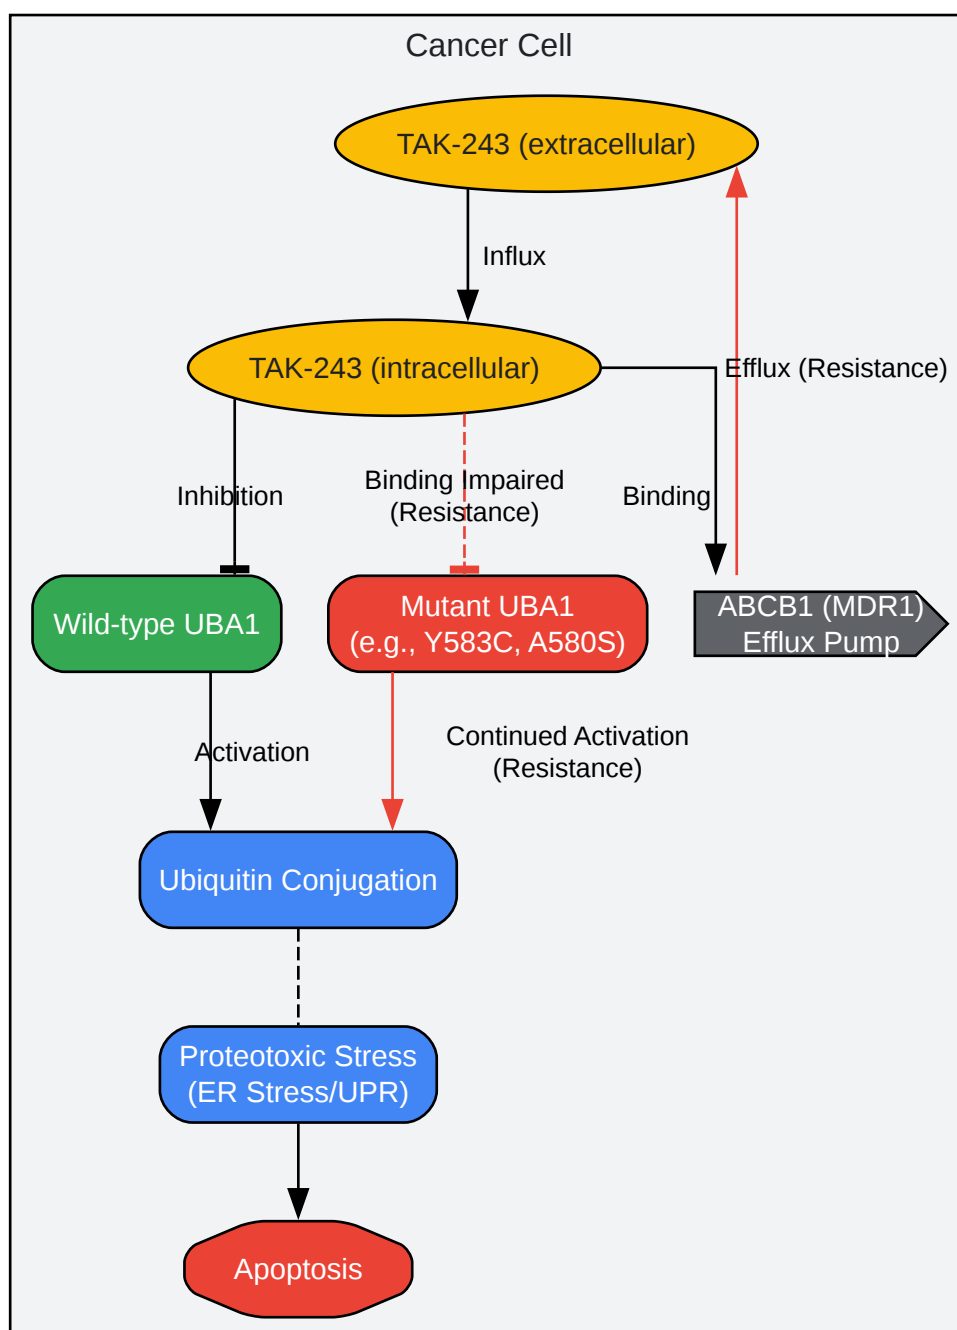 Cancer Cell
TAK-243 (extracellular)
Influx
TAK-243 (intracellular)
Efflux (Resistance)
Inhibition
Binding Impaired
(Resistance)
Binding
Wild-type UBA1
Mutant UBA1
(e.g., Y583C, A580S)
ABCB1 (MDR1)
Efflux Pump
Activation
Continued Activation
(Resistance)
Ubiquitin Conjugation
Proteotoxic Stress
(ER Stress/UPR)
Apoptosis